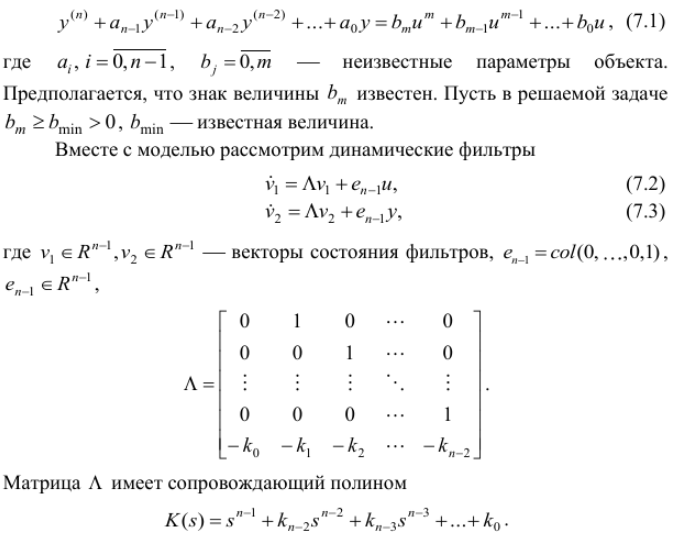 y^{(n)} + a_{n-1}y^{(n-1)} + a_{n-2}y^{(n-2)} + ... + a_0 y = b_m u^m + b_{m-1}u^{m-1} + ... + b_0 u , (7.1)
где a_i, i = \overline{0, n-1}, b_j = \overline{0, m} — неизвестные параметры объекта.
Предполагается, что знак величины b_m известен. Пусть в решаемой задаче
b_m ≥ b_{min} > 0, b_{min} — известная величина.
Вместе с моделью рассмотрим динамические фильтры
\dot{v}_1 = Λv_1 + e_{n-1}u, (7.2)
\dot{v}_2 = Λv_2 + e_{n-1}y, (7.3)
где v_1 ∈ R^{n-1}, v_2 ∈ R^{n-1} — векторы состояния фильтров, e_{n-1} = col(0, …,0,1),
e_{n-1} ∈ R^{n-1},
0 1 0 ⋯ 0
0 0 1 ⋯ 0
Λ = [ ⋮ ⋮ ⋮ ⋱ ⋮ ] .
0 0 0 ⋯ 1
-k_0 -k_1 -k_2 ⋯ -k_{n-2}
Матрица Λ имеет сопровождающий полином
K(s) = s^{n-1} + k_{n-2}s^{n-2} + k_{n-3}s^{n-3} + ... + k_0 .